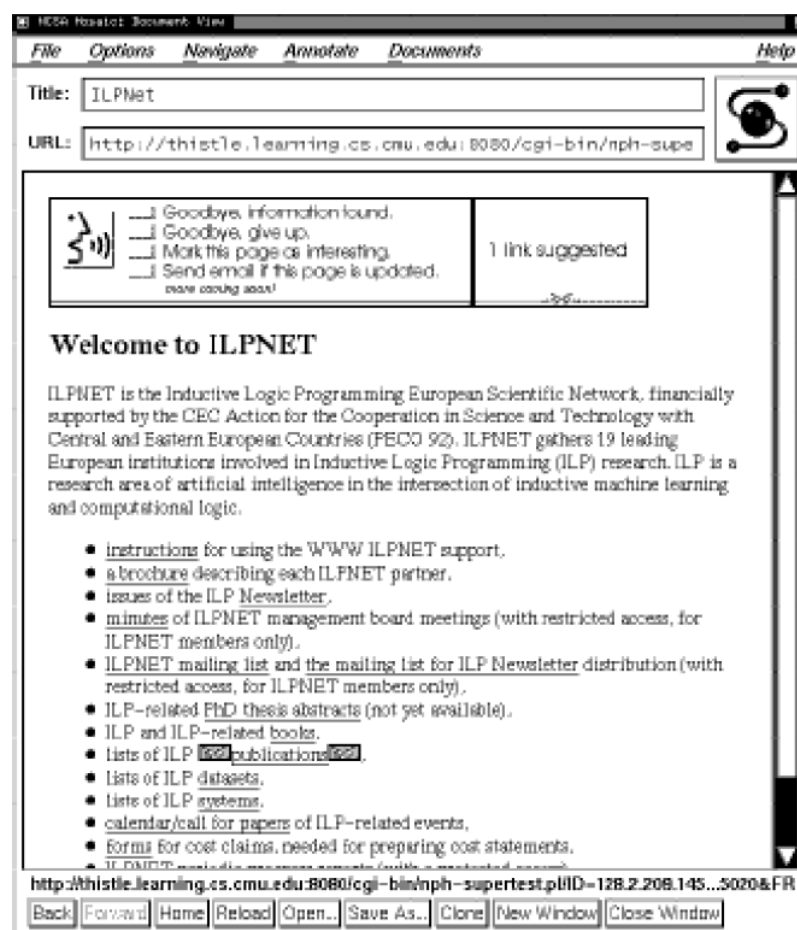 NCSA Mosaic: Document View
File Options Navigate Annotate Documents Help
Title: ILPNet
URL: http://thistle.learning.cs.cmu.edu:8080/cgi-bin/nph-supe
Goodbye, information found.
Goodbye, give up.
Mark this page as interesting.
Send email if this page is updated.
more coming soon!
1 link suggested
Welcome to ILPNET
ILPNET is the Inductive Logic Programming European Scientific Network, financially
supported by the CEC Action for the Cooperation in Science and Technology with
Central and Eastern European Countries (PECO 92). ILPNET gathers 19 leading
European institutions involved in Inductive Logic Programming (ILP) research. ILP is a
research area of artificial intelligence in the intersection of inductive machine learning
and computational logic.
instructions for using the WWW ILPNET support,
a brochure describing each ILPNET partner,
issues of the ILP Newsletter,
minutes of ILPNET management board meetings (with restricted access, for
ILPNET members only),
ILPNET mailing list and the mailing list for ILP Newsletter distribution (with
restricted access, for ILPNET members only),
ILP-related PhD thesis abstracts (not yet available),
ILP and ILP-related books,
lists of ILP publications,
lists of ILP datasets,
lists of ILP systems,
calendar/call for papers of ILP-related events,
forms for cost claims, needed for preparing cost statements,
http://thistle.learning.cs.cmu.edu:8080/cgi-bin/nph-supertest.pl/ID=128.2.209.145...5020&FR
Back Forward Home Reload Open... Save As... Clone New Window Close Window